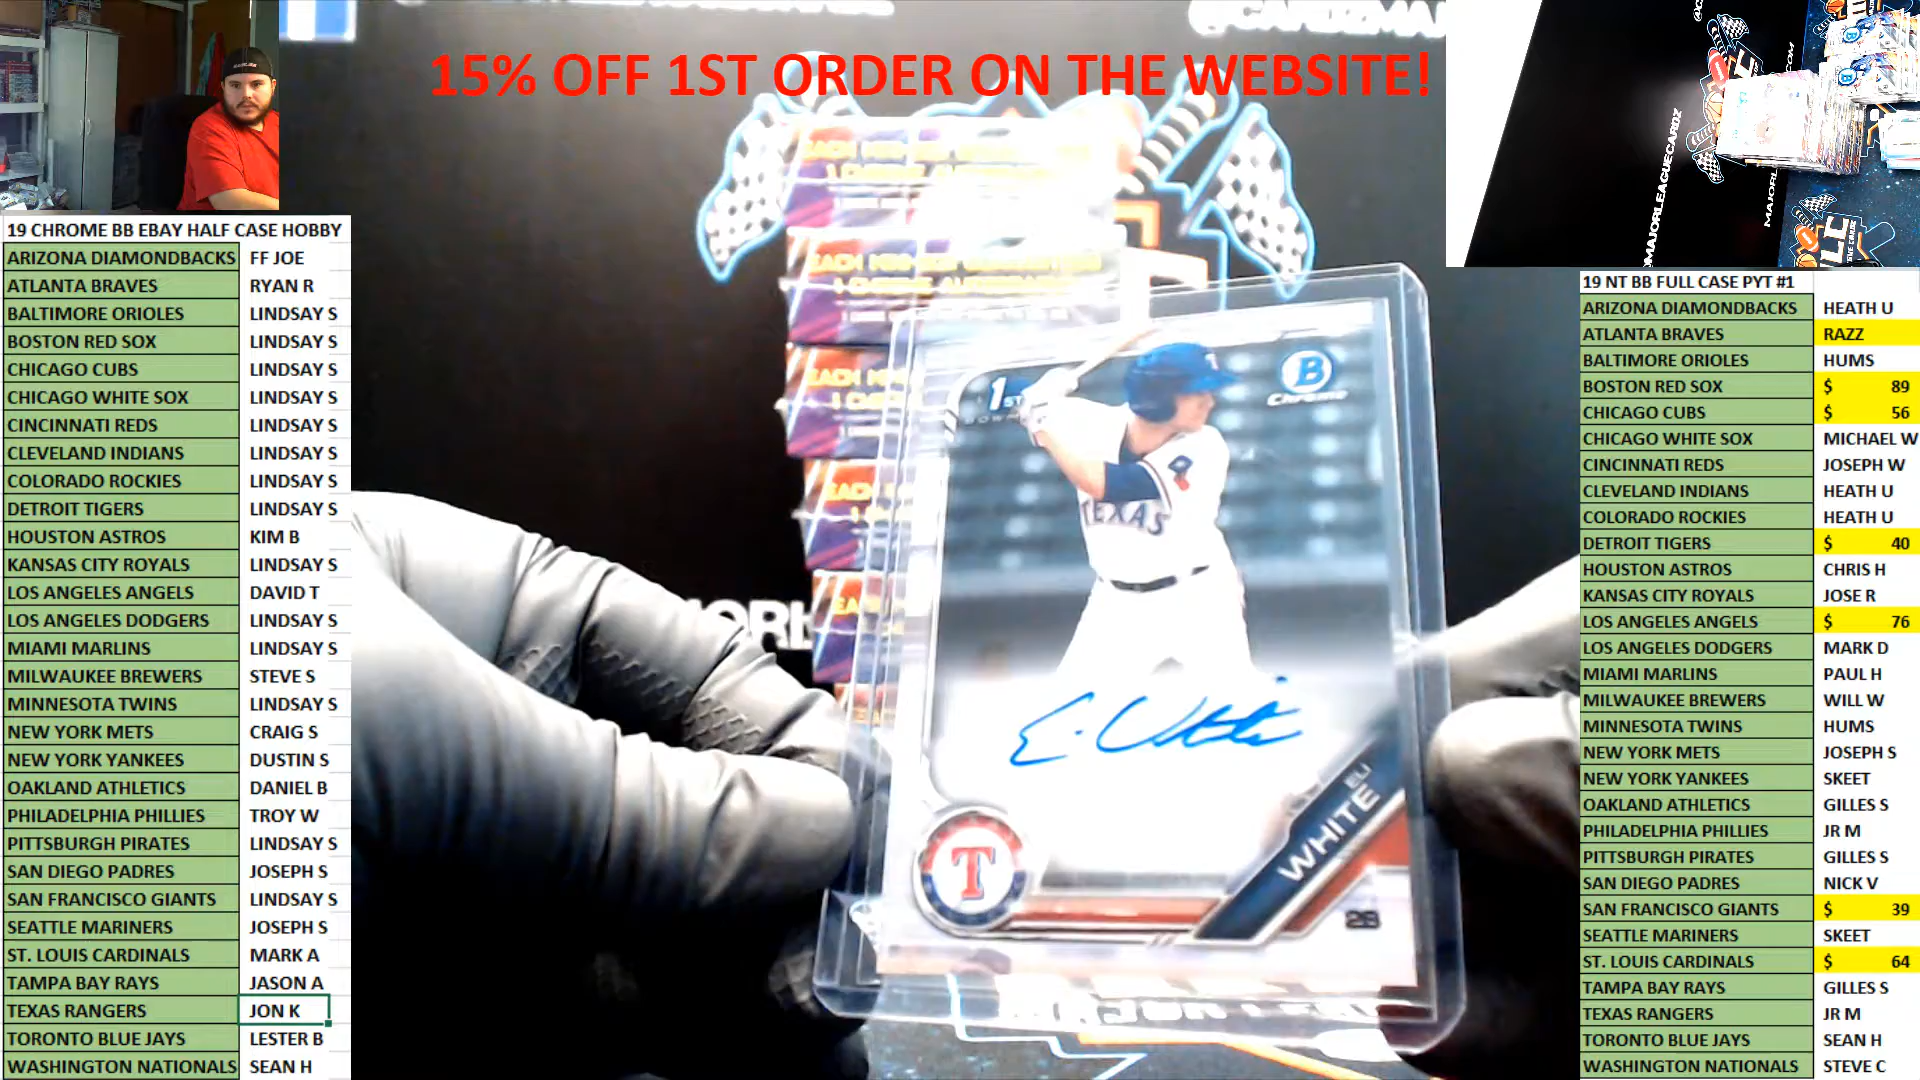 15% OFF 1ST ORDER ON THE WEBSITE!
19 CHROME BB EBAY HALF CASE HOBBY
ARIZONA DIAMONDBACKS FF JOE
ATLANTA BRAVES RYAN R
BALTIMORE ORIOLES LINDSAY S
BOSTON RED SOX LINDSAY S
CHICAGO CUBS LINDSAY S
CHICAGO WHITE SOX LINDSAY S
CINCINNATI REDS LINDSAY S
CLEVELAND INDIANS LINDSAY S
COLORADO ROCKIES LINDSAY S
DETROIT TIGERS LINDSAY S
HOUSTON ASTROS KIM B
KANSAS CITY ROYALS LINDSAY S
LOS ANGELES ANGELS DAVID T
LOS ANGELES DODGERS LINDSAY S
MIAMI MARLINS LINDSAY S
MILWAUKEE BREWERS STEVE S
MINNESOTA TWINS LINDSAY S
NEW YORK METS CRAIG S
NEW YORK YANKEES DUSTIN S
OAKLAND ATHLETICS DANIEL B
PHILADELPHIA PHILLIES TROY W
PITTSBURGH PIRATES LINDSAY S
SAN DIEGO PADRES JOSEPH S
SAN FRANCISCO GIANTS LINDSAY S
SEATTLE MARINERS JOSEPH S
ST. LOUIS CARDINALS MARK A
TAMPA BAY RAYS JASON A
TEXAS RANGERS JON K
TORONTO BLUE JAYS LESTER B
WASHINGTON NATIONALS SEAN H
1ST
BOWMAN
B
Chrome
TEXAS
E. White
ELI
WHITE
T
28
@MAJORLEAGUECARDZ
19 NT BB FULL CASE PYT #1
ARIZONA DIAMONDBACKS HEATH U
ATLANTA BRAVES RAZZ
BALTIMORE ORIOLES HUMS
BOSTON RED SOX $ 89
CHICAGO CUBS $ 56
CHICAGO WHITE SOX MICHAEL W
CINCINNATI REDS JOSEPH W
CLEVELAND INDIANS HEATH U
COLORADO ROCKIES HEATH U
DETROIT TIGERS $ 40
HOUSTON ASTROS CHRIS H
KANSAS CITY ROYALS JOSE R
LOS ANGELES ANGELS $ 76
LOS ANGELES DODGERS MARK D
MIAMI MARLINS PAUL H
MILWAUKEE BREWERS WILL W
MINNESOTA TWINS HUMS
NEW YORK METS JOSEPH S
NEW YORK YANKEES SKEET
OAKLAND ATHLETICS GILLES S
PHILADELPHIA PHILLIES JR M
PITTSBURGH PIRATES GILLES S
SAN DIEGO PADRES NICK V
SAN FRANCISCO GIANTS $ 39
SEATTLE MARINERS SKEET
ST. LOUIS CARDINALS $ 64
TAMPA BAY RAYS GILLES S
TEXAS RANGERS JR M
TORONTO BLUE JAYS SEAN H
WASHINGTON NATIONALS STEVE C